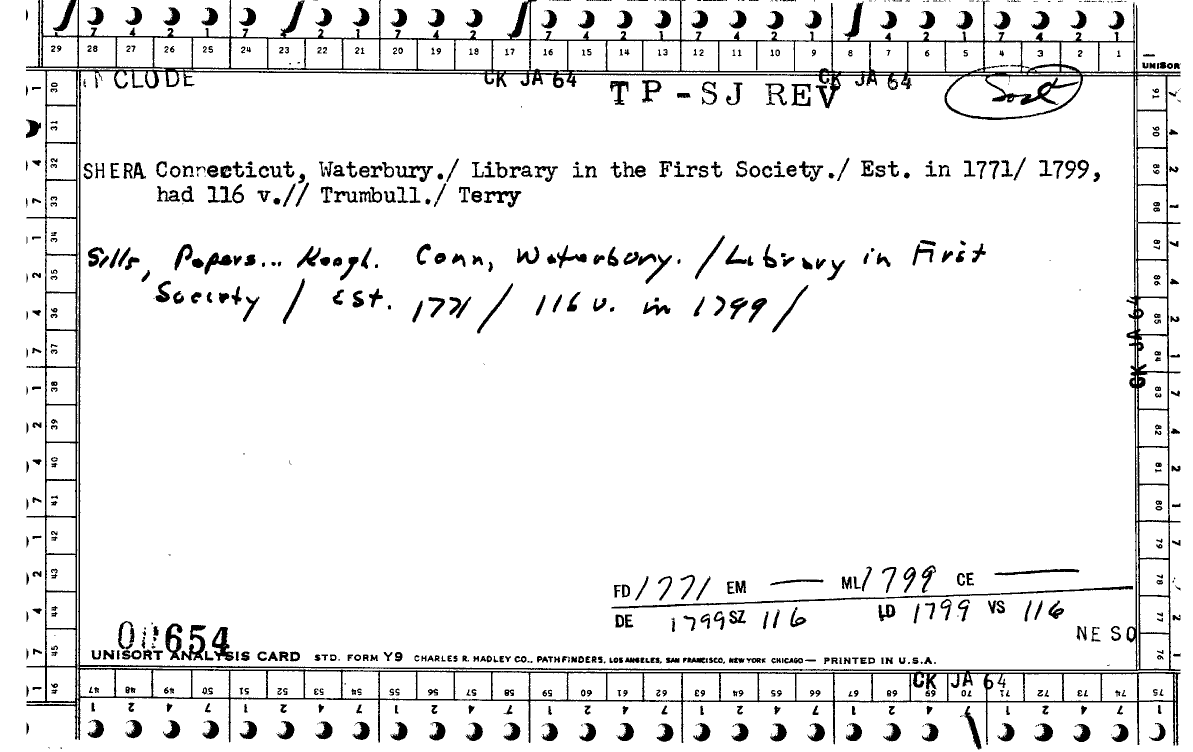 7 4 2 1 7 4 2 1 7 4 2 1 7 4 2 1 7 4 2 1 7 4 2 1 7 4 2 1
29 28 27 26 25 24 23 22 21 20 19 18 17 16 15 14 13 12 11 10 9 8 7 6 5 4 3 2 1
UNISORT
CLUDE CK JA 64 TP-SJ REV CK JA 64
SHERA Connecticut, Waterbury./ Library in the First Society./ Est. in 1771/ 1799,
had 116 v.// Trumbull./ Terry
Sills, Papers... Keogh. Conn, Waterbury. /Library in First
Society / Est. 1771 / 116 v. in 1799 /
CK JA 64
FD 1771 EM — ML 1799 CE —
DE 1799 SZ 116 LD 1799 VS 116
NE SO
00654
UNISORT ANALYSIS CARD STD. FORM Y9 CHARLES R. HADLEY CO., PATHFINDERS, LOS ANGELES, SAN FRANCISCO, NEW YORK CHICAGO — PRINTED IN U.S.A.
CK JA 64
30 31 32 33 34 35 36 37 38 39 40 41 42 43 44 45 46
47 48 49 50 51 52 53 54 55 56 57 58 59 60 61 62 63 64 65 66 67 68 69 70 71 72 73 74 75
91 90 89 88 87 86 85 84 83 82 81 80 79 78 77 76